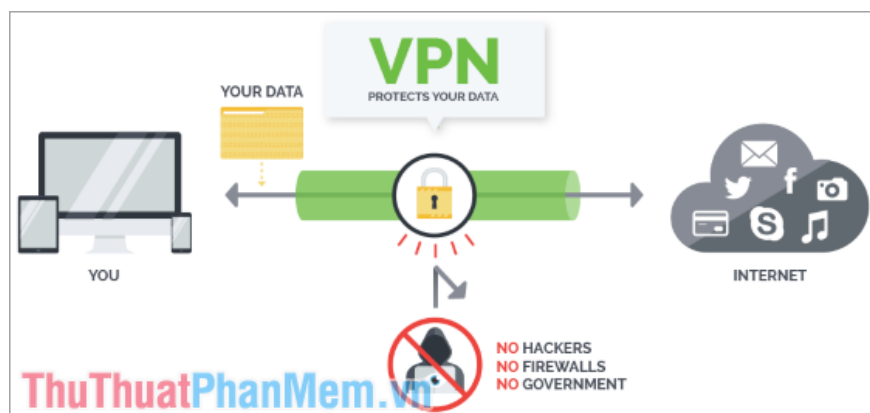 VPN
PROTECTS YOUR DATA
YOUR DATA
YOU
INTERNET
NO HACKERS
NO FIREWALLS
NO GOVERNMENT
ThuThuatPhanMem.vn